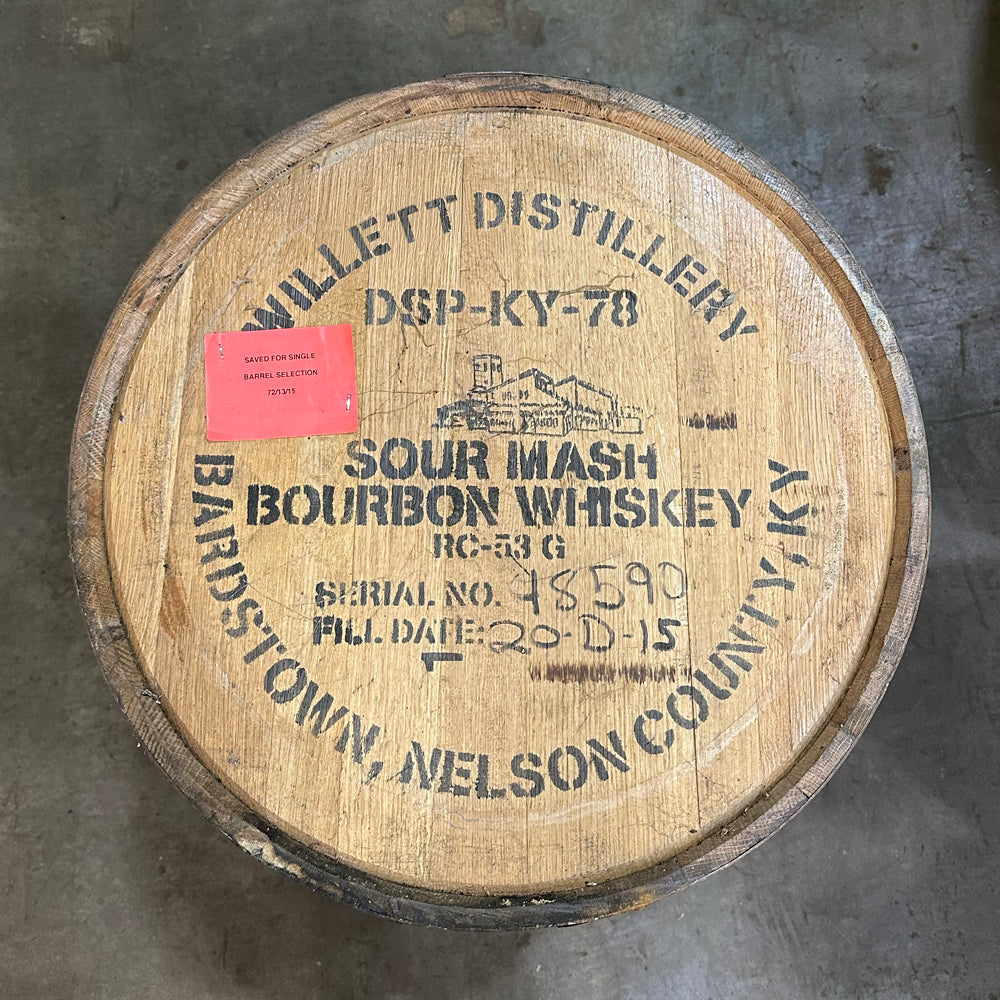 WILLETT DISTILLERY
DSP-KY-78
SAVED FOR SINGLE
BARREL SELECTION
72/13/15
SOUR MASH
BOURBON WHISKEY
RC-53 G
SERIAL NO. 48590
FILL DATE: 20-D-15
1
BARDSTOWN, NELSON COUNTY, KY